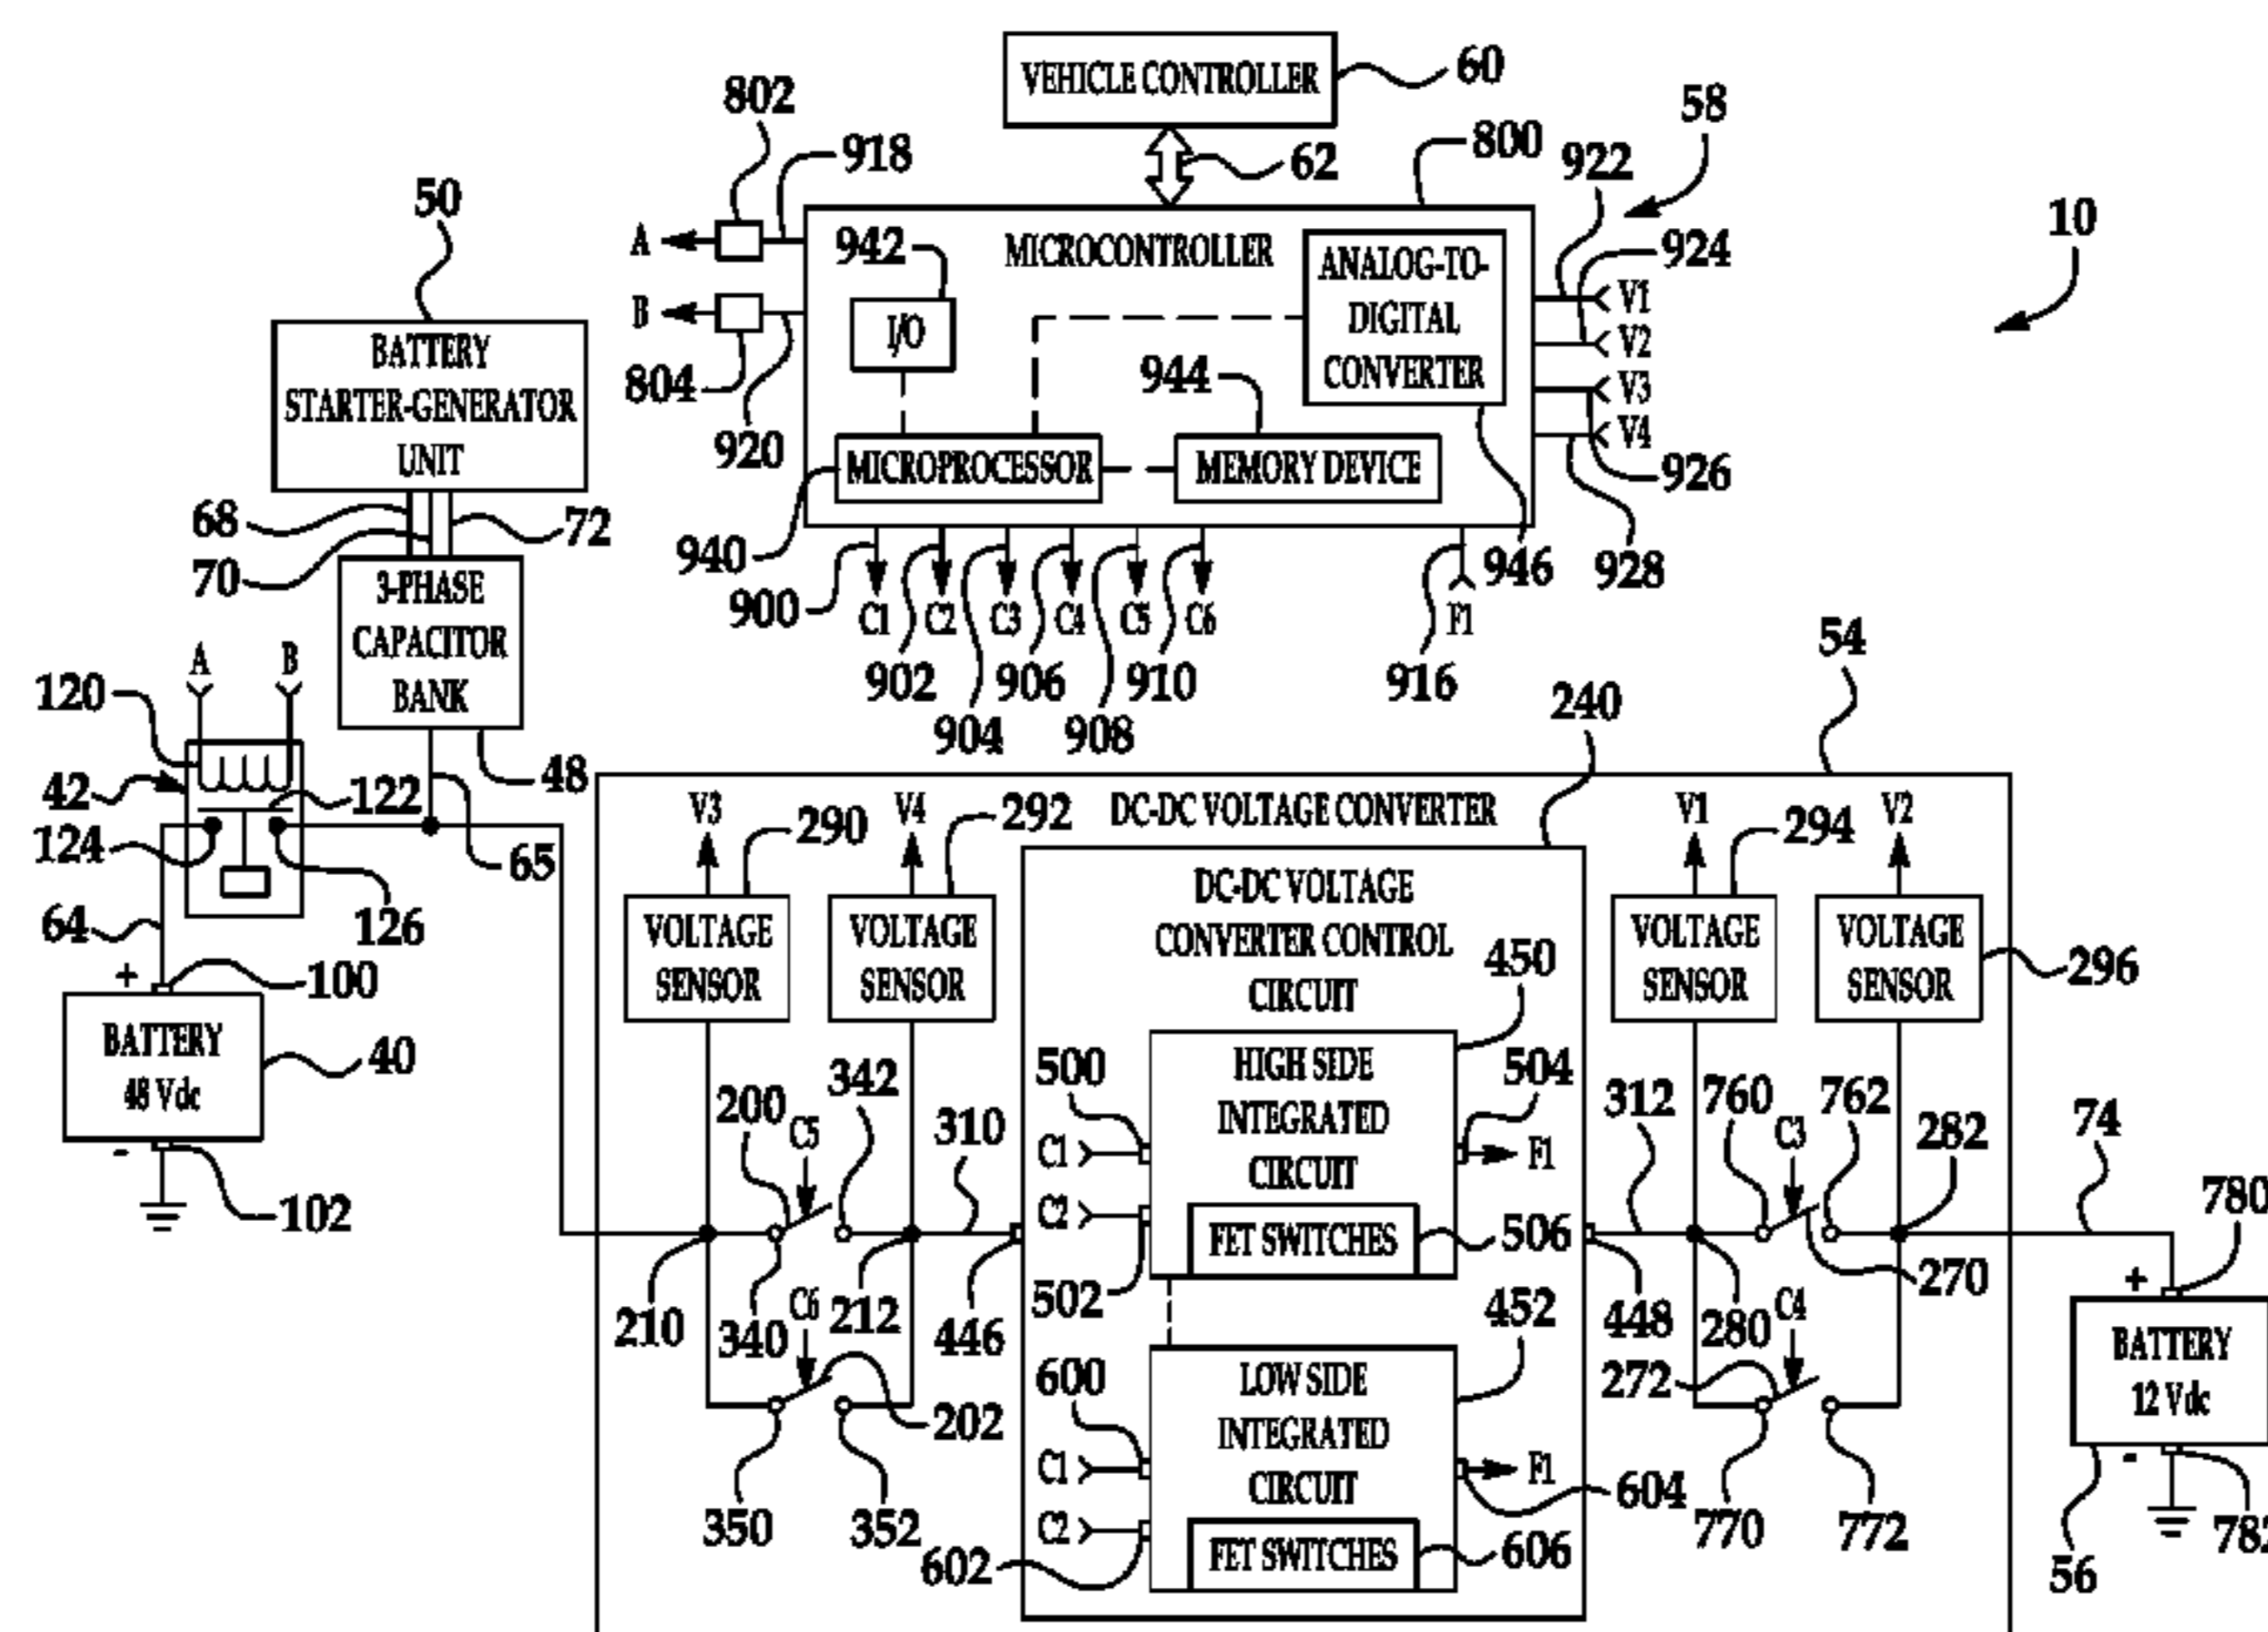 VEHICLE CONTROLLER
60
58
802
918
62
800
922
10
50
A
942
MICROCONTROLLER
ANALOG-TO-
DIGITAL
CONVERTER
924
V1
B
I/O
V2
804
944
V3
V4
BATTERY
STARTER-GENERATOR
UNIT
920
MICROPROCESSOR
MEMORY DEVICE
926
68
72
70
940
946
928
900
C1
C2
C3
C4
C5
C6
F1
3-PHASE
CAPACITOR
BANK
902
906
910
916
54
904
908
240
A
B
120
48
42
122
124
65
126
64
V3
290
V4
292
DC-DC VOLTAGE CONVERTER
V1
294
V2
VOLTAGE
SENSOR
VOLTAGE
SENSOR
DC-DC VOLTAGE
CONVERTER CONTROL
CIRCUIT
450
VOLTAGE
SENSOR
VOLTAGE
SENSOR
296
+
100
BATTERY
48 Vdc
40
-
102
200
C5
342
310
500
HIGH SIDE
INTEGRATED
CIRCUIT
504
312
760
C3
762
282
74
C1
F1
C2
FET SWITCHES
506
780
210
340
C6
212
446
502
452
448
280
C4
270
+
BATTERY
12 Vdc
202
600
LOW SIDE
INTEGRATED
CIRCUIT
272
C1
F1
-
350
352
C2
604
770
772
602
FET SWITCHES
606
56